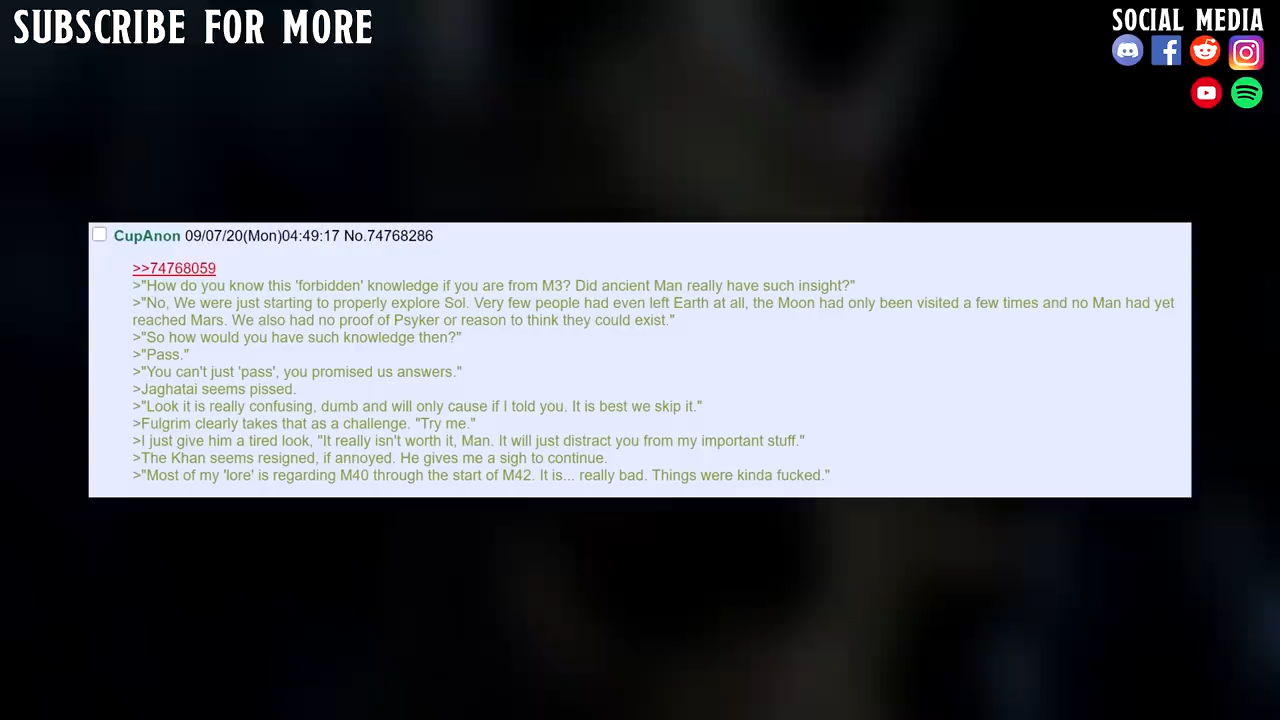 SUBSCRIBE FOR MORE
SOCIAL MEDIA
CupAnon 09/07/20(Mon)04:49:17 No.74768286
>>74768059
>"How do you know this 'forbidden' knowledge if you are from M3? Did ancient Man really have such insight?"
>"No, We were just starting to properly explore Sol. Very few people had even left Earth at all, the Moon had only been visited a few times and no Man had yet
reached Mars. We also had no proof of Psyker or reason to think they could exist."
>"So how would you have such knowledge then?"
>"Pass."
>"You can't just 'pass', you promised us answers."
>Jaghatai seems pissed.
>"Look it is really confusing, dumb and will only cause if I told you. It is best we skip it."
>Fulgrim clearly takes that as a challenge. "Try me."
>I just give him a tired look, "It really isn't worth it, Man. It will just distract you from my important stuff."
>The Khan seems resigned, if annoyed. He gives me a sigh to continue.
>"Most of my 'lore' is regarding M40 through the start of M42. It is... really bad. Things were kinda fucked."